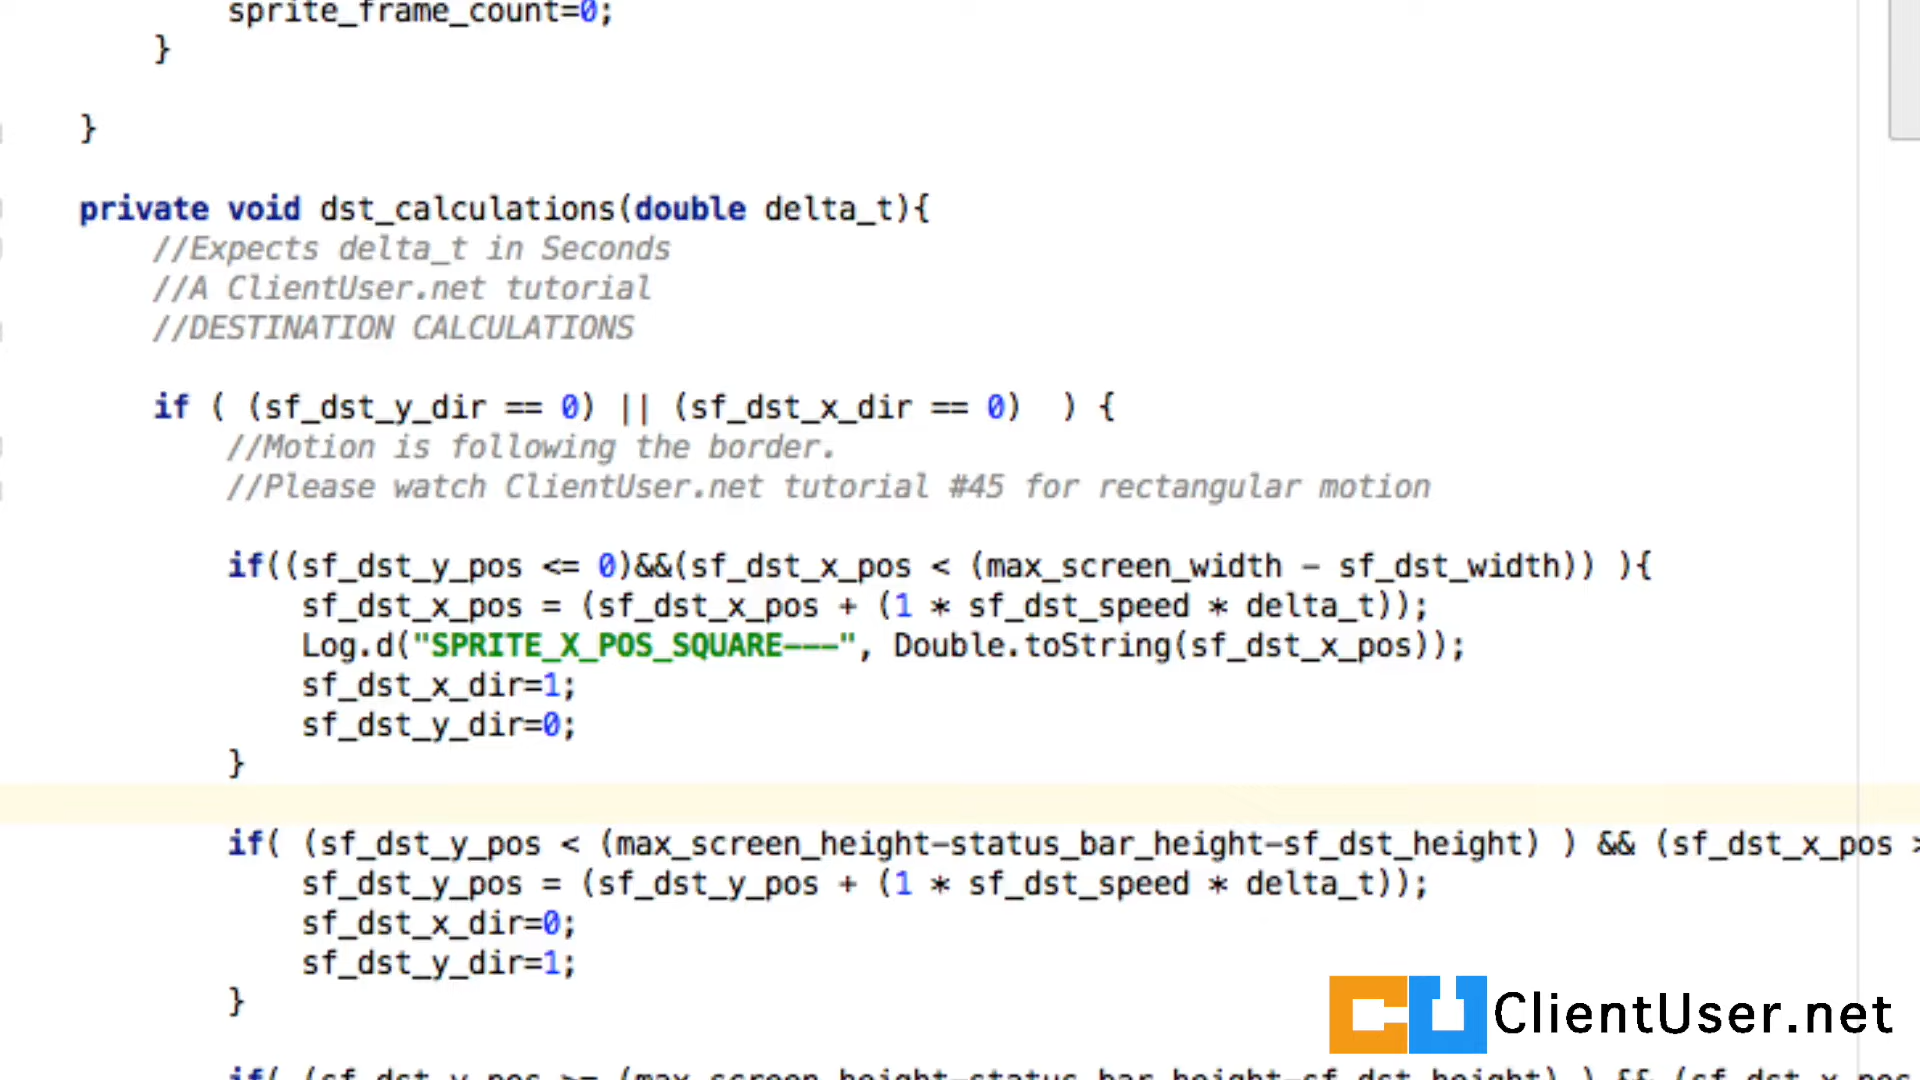 sprite_frame_count=0;
}
}
private void dst_calculations(double delta_t){
//Expects delta_t in Seconds
//A ClientUser.net tutorial
//DESTINATION CALCULATIONS
if ( (sf_dst_y_dir == 0) || (sf_dst_x_dir == 0)  ) {
//Motion is following the border.
//Please watch ClientUser.net tutorial #45 for rectangular motion
if((sf_dst_y_pos <= 0)&&(sf_dst_x_pos < (max_screen_width - sf_dst_width)) ){
sf_dst_x_pos = (sf_dst_x_pos + (1 * sf_dst_speed * delta_t));
Log.d("SPRITE_X_POS_SQUARE---", Double.toString(sf_dst_x_pos));
sf_dst_x_dir=1;
sf_dst_y_dir=0;
}
if( (sf_dst_y_pos < (max_screen_height-status_bar_height-sf_dst_height) ) && (sf_dst_x_pos >
sf_dst_y_pos = (sf_dst_y_pos + (1 * sf_dst_speed * delta_t));
sf_dst_x_dir=0;
sf_dst_y_dir=1;
}
if( (sf_dst_y_pos >= (max_screen_height-status_bar_height-sf_dst_height) ) && (sf_dst_x_pos
CU ClientUser.net